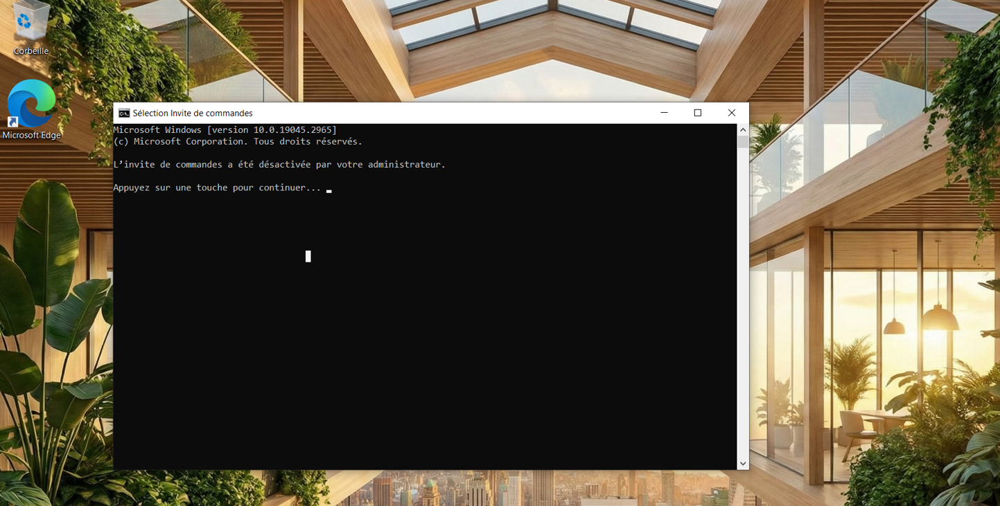 Corbeille
Microsoft Edge
Sélection Invite de commandes
Microsoft Windows [version 10.0.19045.2965]
(c) Microsoft Corporation. Tous droits réservés.
L’invite de commandes a été désactivée par votre administrateur.
Appuyez sur une touche pour continuer...